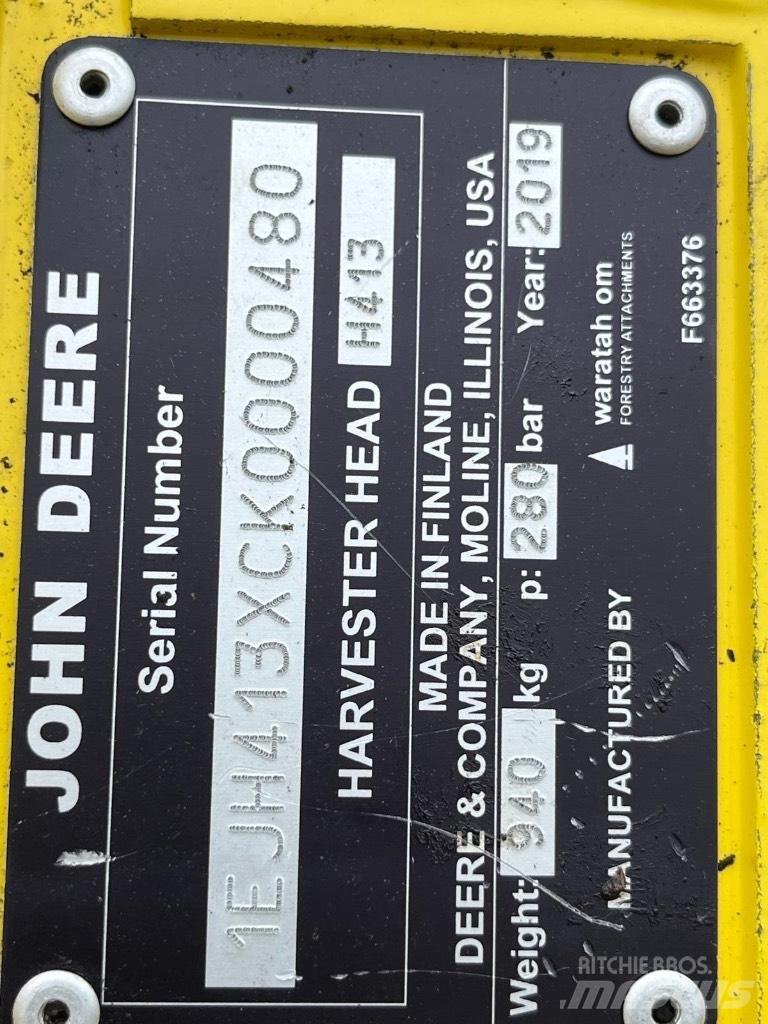 JOHN DEERE
Serial Number
1EJH413XCK0000480
HARVESTER HEAD H413
MADE IN FINLAND
DEERE & COMPANY, MOLINE, ILLINOIS, USA
Weight: 940 kg p: 280 bar Year: 2019
MANUFACTURED BY waratah om
FORESTRY ATTACHMENTS
F663376
RITCHIE BROS.
MASCUS